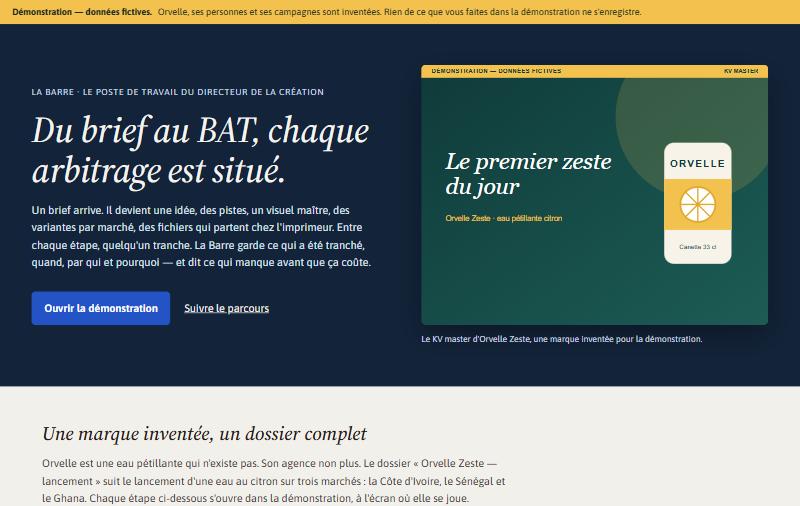 Démonstration — données fictives. Orvelle, ses personnes et ses campagnes sont inventées. Rien de ce que vous faites dans la démonstration ne s'enregistre.
LA BARRE · LE POSTE DE TRAVAIL DU DIRECTEUR DE LA CRÉATION
Du brief au BAT, chaque
arbitrage est situé.
Un brief arrive. Il devient une idée, des pistes, un visuel maître, des
variantes par marché, des fichiers qui partent chez l'imprimeur. Entre
chaque étape, quelqu'un tranche. La Barre garde ce qui a été tranché,
quand, par qui et pourquoi — et dit ce qui manque avant que ça coûte.
Ouvrir la démonstration
Suivre le parcours
DÉMONSTRATION — DONNÉES FICTIVES
KV MASTER
Le premier zeste
du jour
Orvelle Zeste · eau pétillante citron
ORVELLE
Canette 33 cl
Le KV master d'Orvelle Zeste, une marque inventée pour la démonstration.
Une marque inventée, un dossier complet
Orvelle est une eau pétillante qui n'existe pas. Son agence non plus. Le dossier « Orvelle Zeste —
lancement » suit le lancement d'une eau au citron sur trois marchés : la Côte d'Ivoire, le Sénégal et
le Ghana. Chaque étape ci-dessous s'ouvre dans la démonstration, à l'écran où elle se joue.